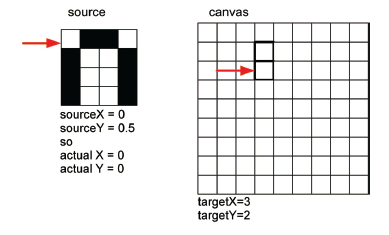 source
canvas
sourceX = 0
sourceY = 0.5
so
actual X = 0
actual Y = 0
targetX=3
targetY=2